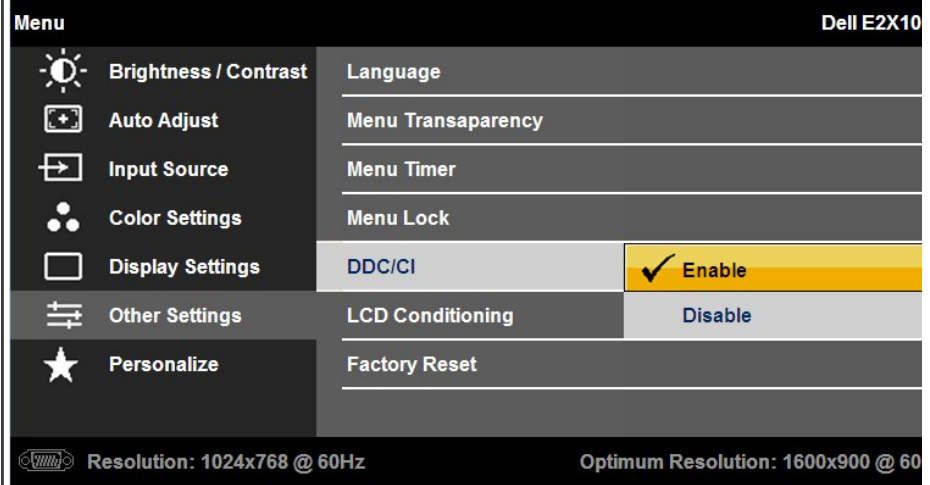 Menu Dell E2X10
Brightness / Contrast Language
Auto Adjust Menu Transaparency
Input Source Menu Timer
Color Settings Menu Lock
Display Settings DDC/CI Enable
Other Settings LCD Conditioning Disable
Personalize Factory Reset
Resolution: 1024x768 @ 60Hz Optimum Resolution: 1600x900 @ 60